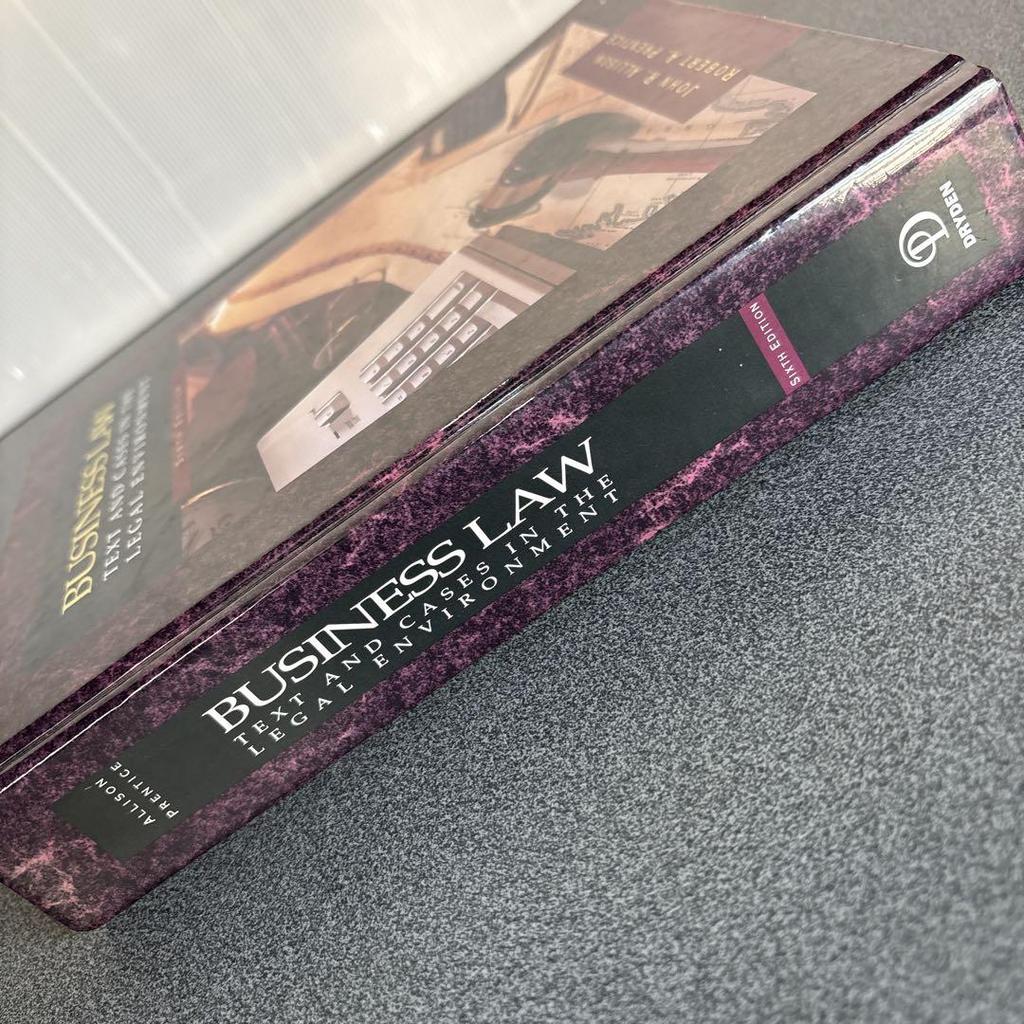 JOHN R. ALLISON
ROBERT A. PRENTICE
BUSINESS LAW
TEXT AND CASES IN THE
LEGAL ENVIRONMENT
ALLISON/
PRENTICE
BUSINESS LAW
TEXT AND CASES IN THE
LEGAL ENVIRONMENT
SIXTH EDITION
DRYDEN